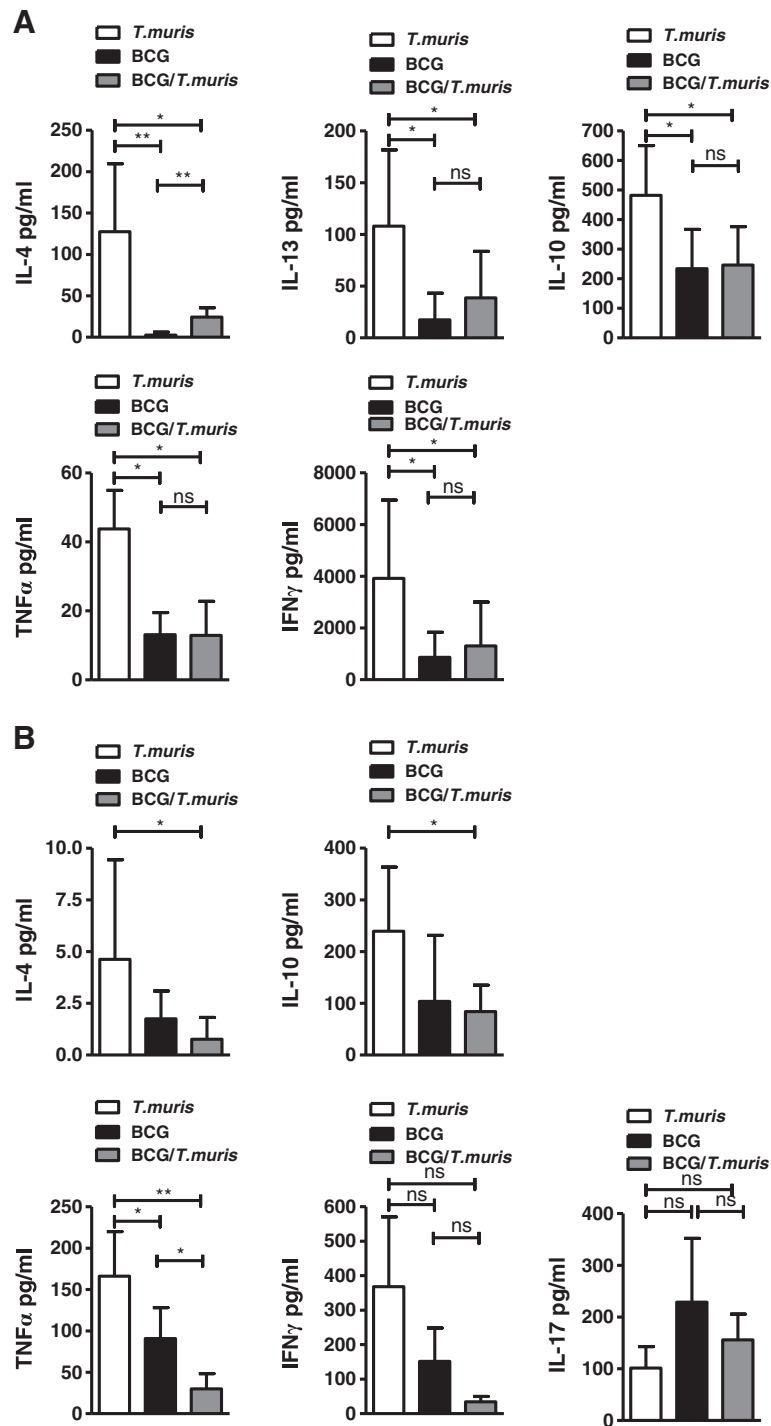 A
T.muris
BCG
BCG/T.muris
IL-4 pg/ml
250
200
150
100
50
0
*
**
**
T.muris
BCG
BCG/T.muris
IL-13 pg/ml
200
150
100
50
0
*
*
ns
T.muris
BCG
BCG/T.muris
IL-10 pg/ml
700
600
500
400
300
200
100
0
*
*
ns
T.muris
BCG
BCG/T.muris
TNFα pg/ml
60
40
20
0
*
*
ns
T.muris
BCG
BCG/T.muris
IFNγ pg/ml
8000
6000
4000
2000
0
*
*
ns
B
T.muris
BCG
BCG/T.muris
IL-4 pg/ml
10.0
7.5
5.0
2.5
0.0
*
T.muris
BCG
BCG/T.muris
IL-10 pg/ml
400
300
200
100
0
*
T.muris
BCG
BCG/T.muris
TNFα pg/ml
250
200
150
100
50
0
**
*
*
T.muris
BCG
BCG/T.muris
IFNγ pg/ml
600
500
400
300
200
100
0
ns
ns
ns
T.muris
BCG
BCG/T.muris
IL-17 pg/ml
400
300
200
100
0
ns
ns
ns